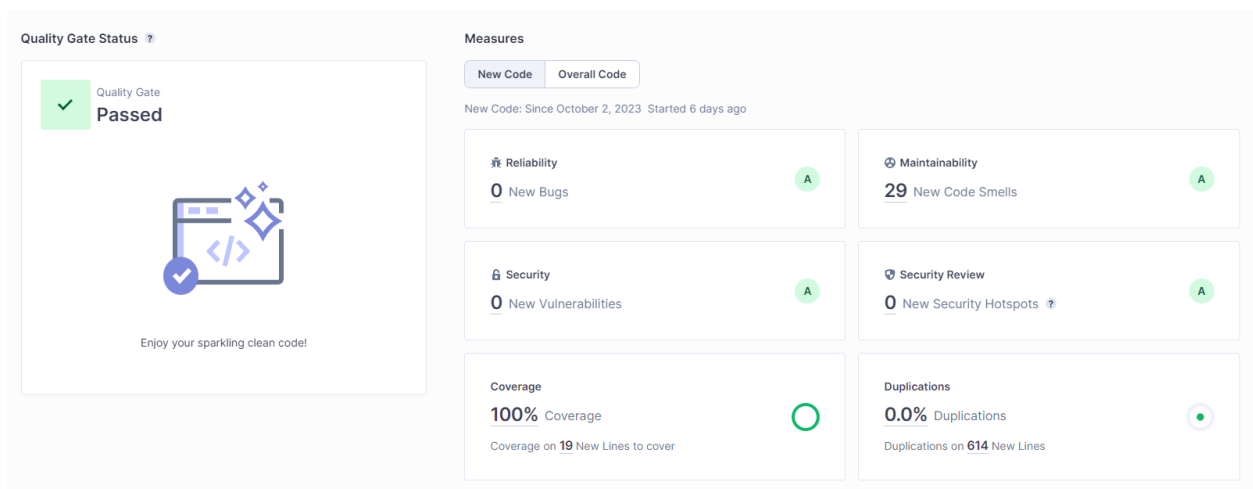 Quality Gate Status ?
Quality Gate
Passed
Enjoy your sparkling clean code!
Measures
New Code Overall Code
New Code: Since October 2, 2023 Started 6 days ago
Reliability
0 New Bugs
A
Maintainability
29 New Code Smells
A
Security
0 New Vulnerabilities
A
Security Review
0 New Security Hotspots ?
A
Coverage
100% Coverage
Coverage on 19 New Lines to cover
Duplications
0.0% Duplications
Duplications on 614 New Lines